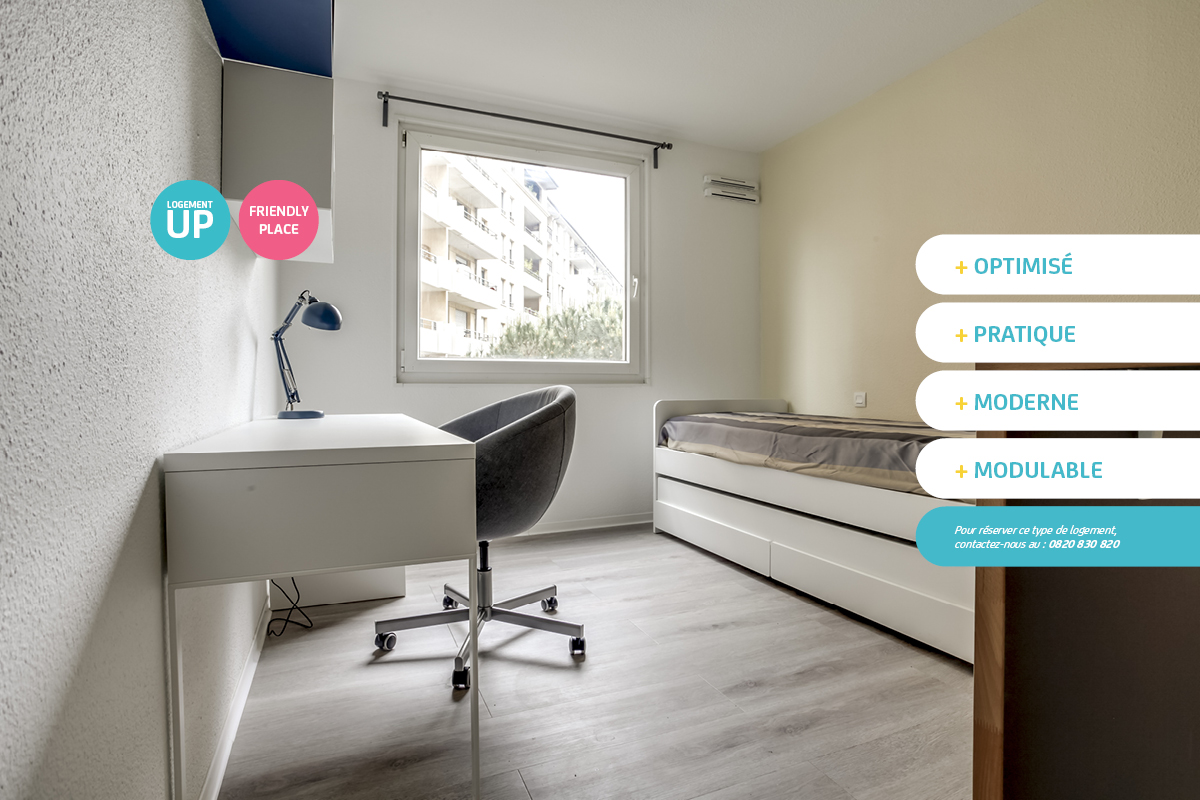 LOGEMENT
UP
FRIENDLY
PLACE
+ OPTIMISÉ
+ PRATIQUE
+ MODERNE
+ MODULABLE
Pour réserver ce type de logement,
contactez-nous au : 0820 830 820